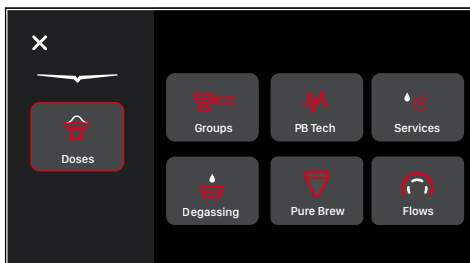 Doses
Groups
PB Tech
Services
Degassing
Pure Brew
Flows